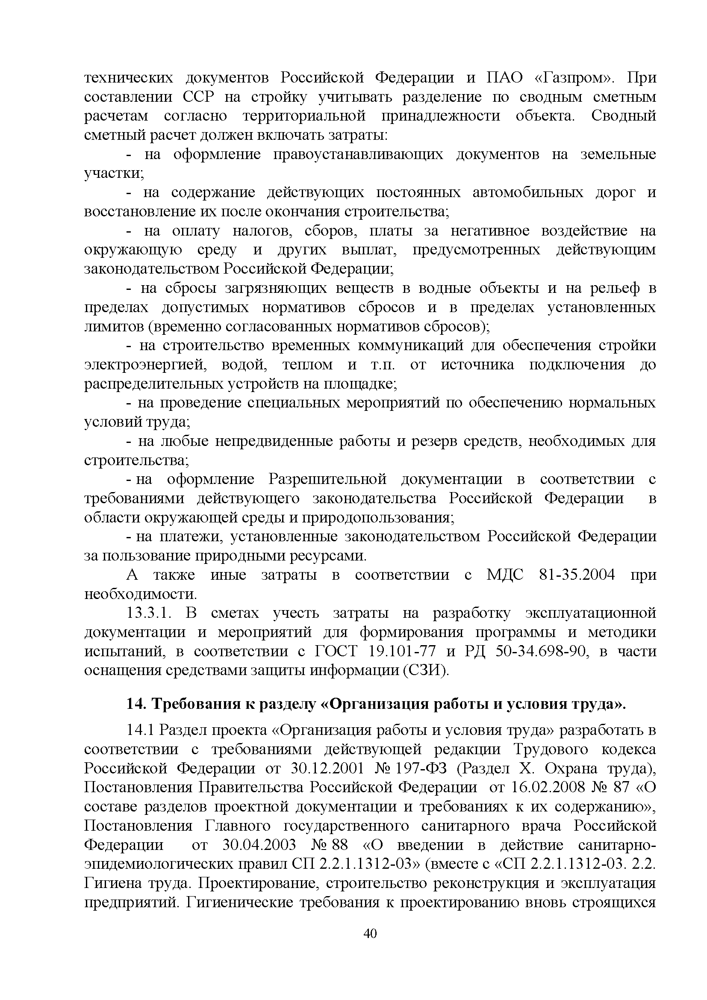 технических документов Российской Федерации и ПАО «Газпром». При
составлении ССР на стройку учитывать разделение по сводным сметным
расчетам согласно территориальной принадлежности объекта. Сводный
сметный расчет должен включать затраты:
- на оформление правоустанавливающих документов на земельные
участки;
- на содержание действующих постоянных автомобильных дорог и
восстановление их после окончания строительства;
- на оплату налогов, сборов, платы за негативное воздействие на
окружающую среду и других выплат, предусмотренных действующим
законодательством Российской Федерации;
- на сбросы загрязняющих веществ в водные объекты и на рельеф в
пределах допустимых нормативов сбросов и в пределах установленных
лимитов (временно согласованных нормативов сбросов);
- на строительство временных коммуникаций для обеспечения стройки
электроэнергией, водой, теплом и т.п. от источника подключения до
распределительных устройств на площадке;
- на проведение специальных мероприятий по обеспечению нормальных
условий труда;
- на любые непредвиденные работы и резерв средств, необходимых для
строительства;
- на оформление Разрешительной документации в соответствии с
требованиями действующего законодательства Российской Федерации в
области окружающей среды и природопользования;
- на платежи, установленные законодательством Российской Федерации
за пользование природными ресурсами.
А также иные затраты в соответствии с МДС 81-35.2004 при
необходимости.
13.3.1. В сметах учесть затраты на разработку эксплуатационной
документации и мероприятий для формирования программы и методики
испытаний, в соответствии с ГОСТ 19.101-77 и РД 50-34.698-90, в части
оснащения средствами защиты информации (СЗИ).
14. Требования к разделу «Организация работы и условия труда».
14.1 Раздел проекта «Организация работы и условия труда» разработать в
соответствии с требованиями действующей редакции Трудового кодекса
Российской Федерации от 30.12.2001 № 197-ФЗ (Раздел X. Охрана труда),
Постановления Правительства Российской Федерации от 16.02.2008 № 87 «О
составе разделов проектной документации и требованиях к их содержанию»,
Постановления Главного государственного санитарного врача Российской
Федерации от 30.04.2003 № 88 «О введении в действие санитарно-
эпидемиологических правил СП 2.2.1.1312-03» (вместе с «СП 2.2.1.1312-03. 2.2.
Гигиена труда. Проектирование, строительство реконструкция и эксплуатация
предприятий. Гигиенические требования к проектированию вновь строящихся
40